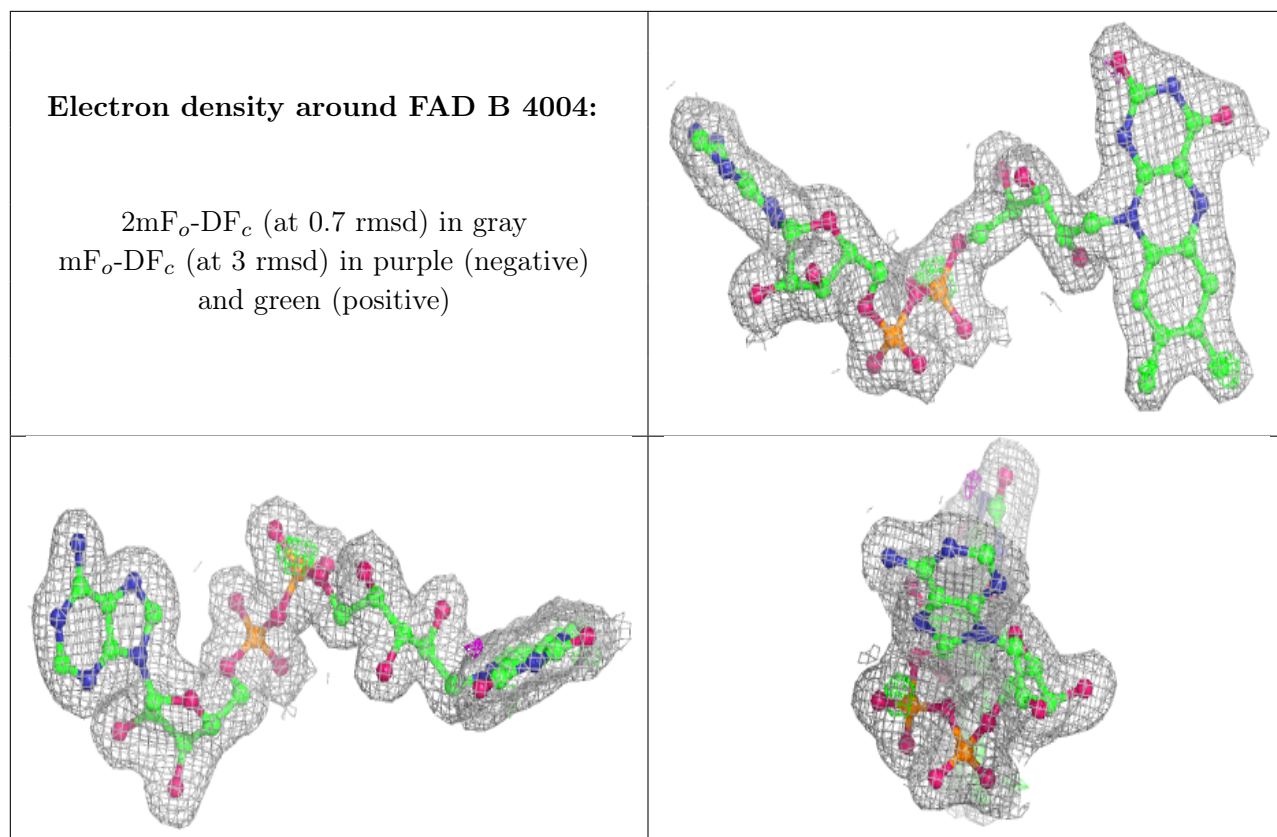 Electron density around FAD B 4004:
2mFo-DFc (at 0.7 rmsd) in gray
mFo-DFc (at 3 rmsd) in purple (negative)
and green (positive)